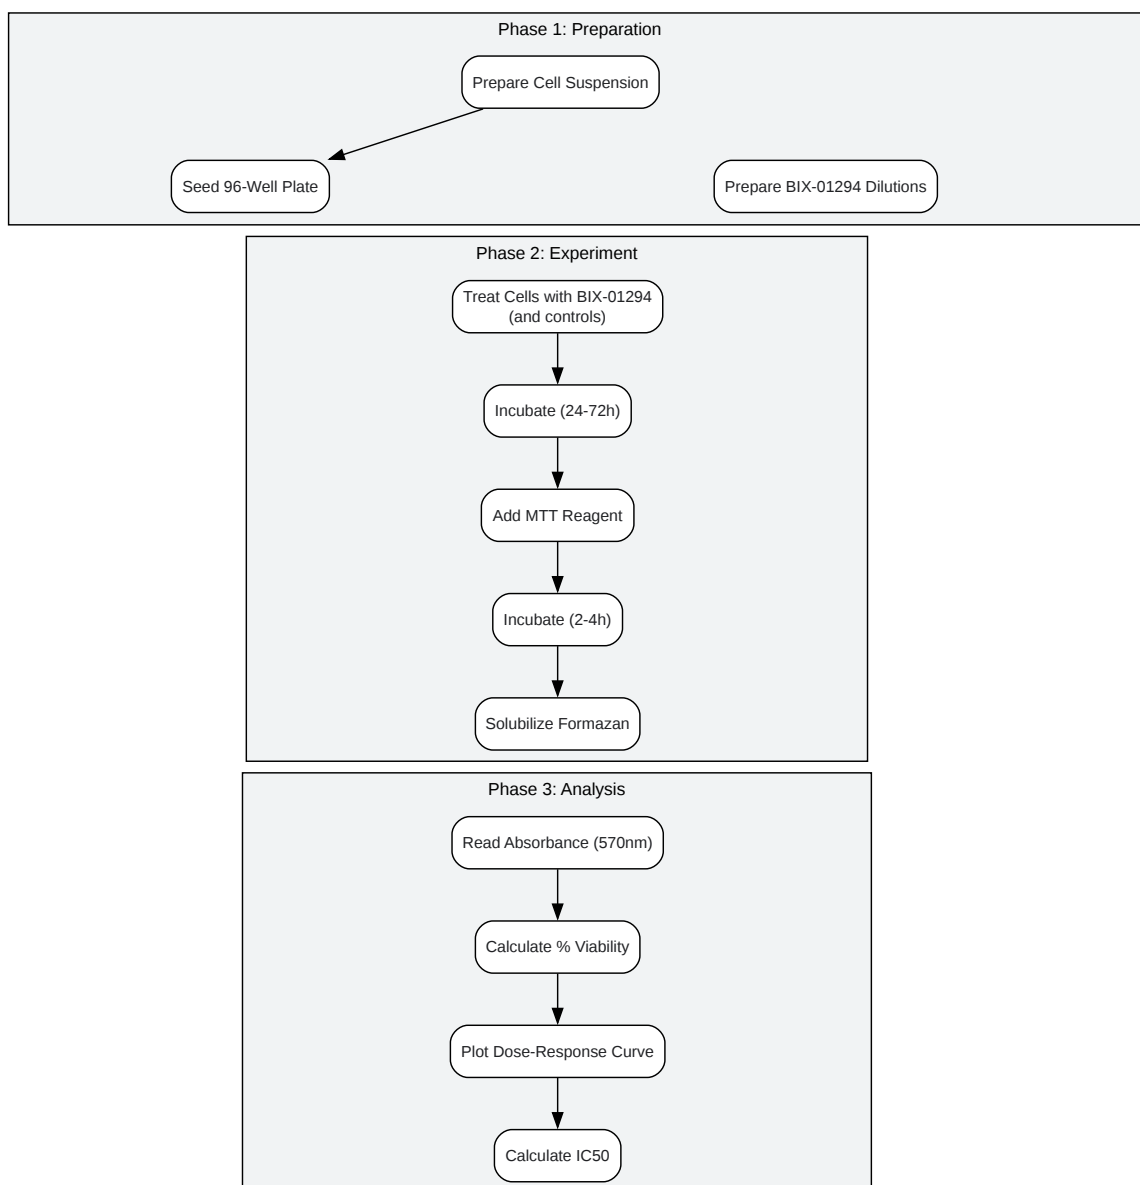 Phase 1: Preparation
Prepare Cell Suspension
Seed 96-Well Plate
Prepare BIX-01294 Dilutions
Phase 2: Experiment
Treat Cells with BIX-01294
(and controls)
Incubate (24-72h)
Add MTT Reagent
Incubate (2-4h)
Solubilize Formazan
Phase 3: Analysis
Read Absorbance (570nm)
Calculate % Viability
Plot Dose-Response Curve
Calculate IC50